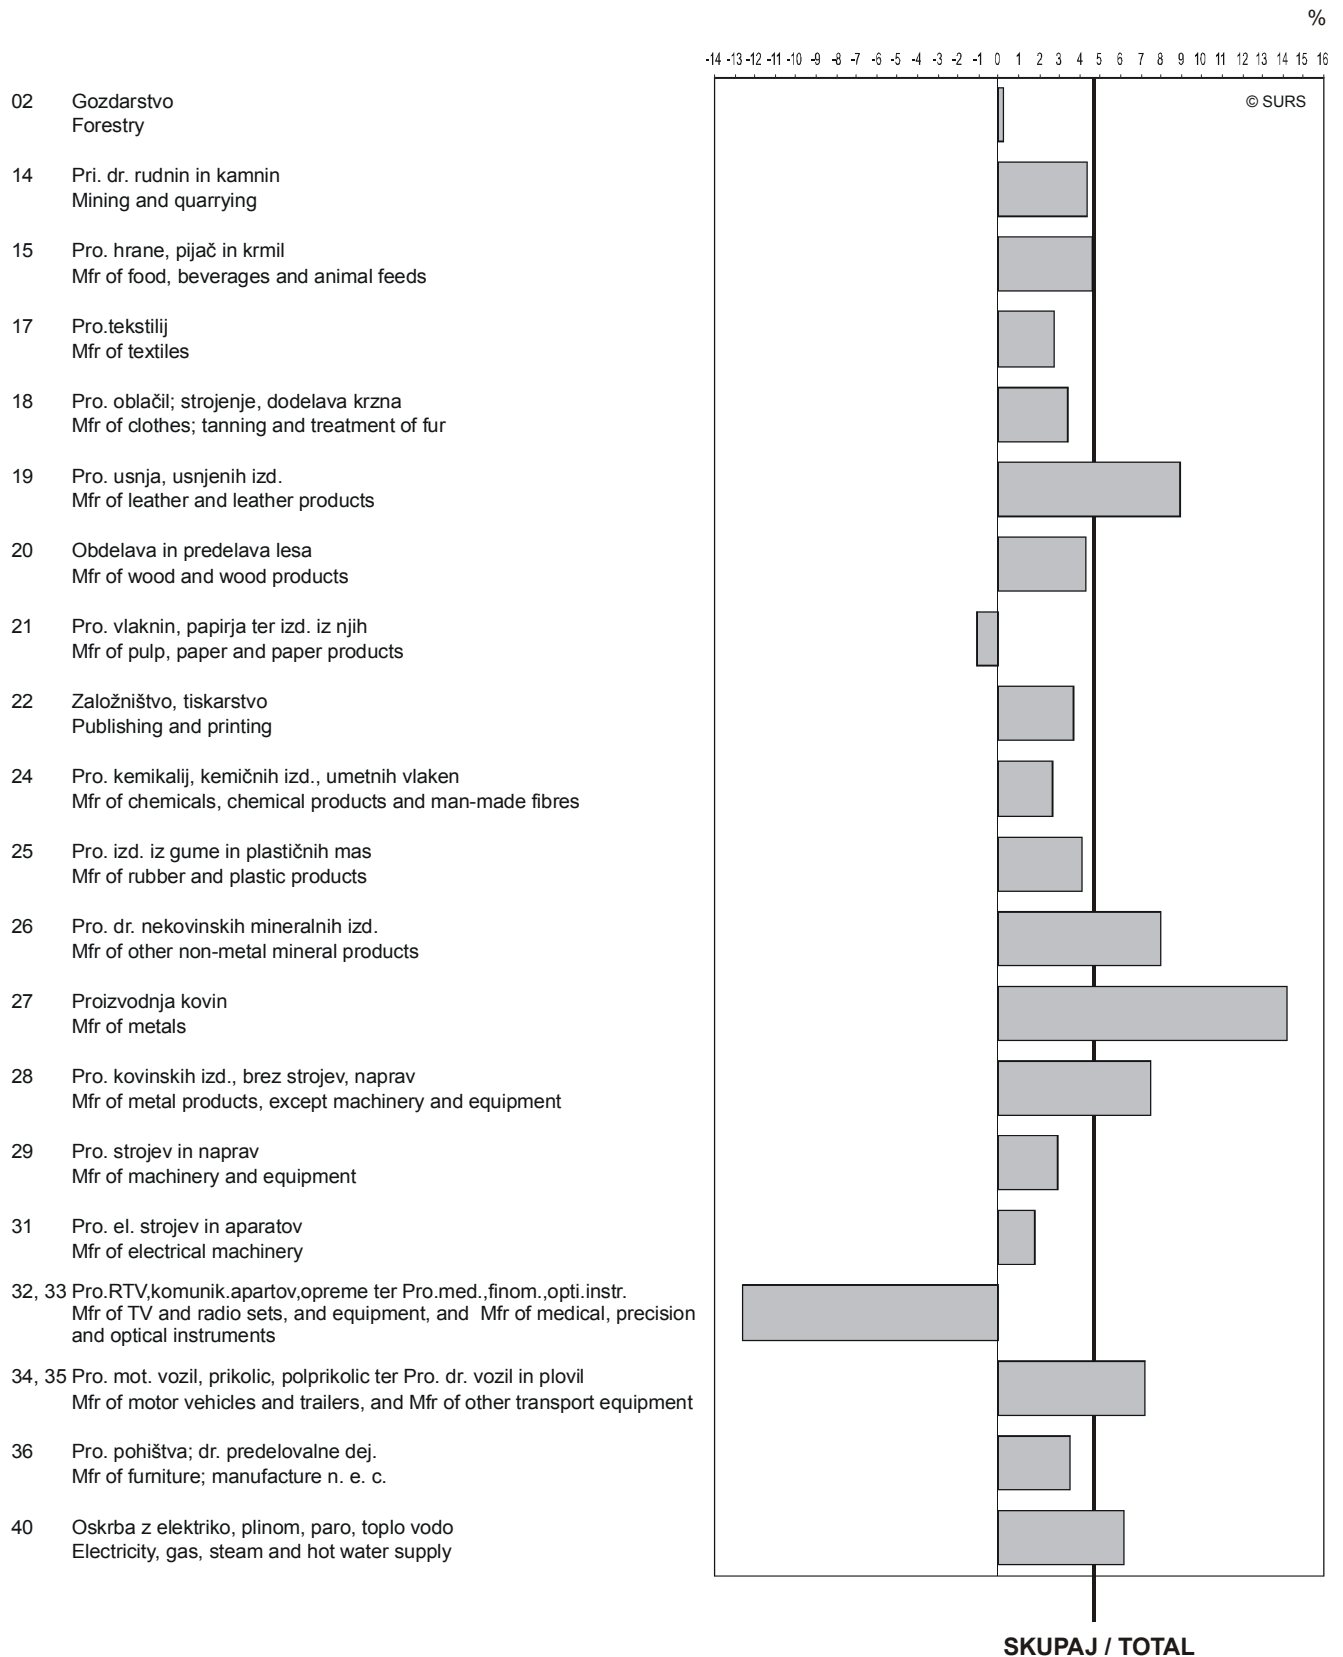 %
-14 -13 -12 -11 -10 -9 -8 -7 -6 -5 -4 -3 -2 -1 0 1 2 3 4 5 6 7 8 9 10 11 12 13 14 15 16
© SURS
02 Gozdarstvo
Forestry
14 Pri. dr. rudnin in kamnin
Mining and quarrying
15 Pro. hrane, pijač in krmil
Mfr of food, beverages and animal feeds
17 Pro.tekstilij
Mfr of textiles
18 Pro. oblačil; strojenje, dodelava krzna
Mfr of clothes; tanning and treatment of fur
19 Pro. usnja, usnjenih izd.
Mfr of leather and leather products
20 Obdelava in predelava lesa
Mfr of wood and wood products
21 Pro. vlaknin, papirja ter izd. iz njih
Mfr of pulp, paper and paper products
22 Založništvo, tiskarstvo
Publishing and printing
24 Pro. kemikalij, kemičnih izd., umetnih vlaken
Mfr of chemicals, chemical products and man-made fibres
25 Pro. izd. iz gume in plastičnih mas
Mfr of rubber and plastic products
26 Pro. dr. nekovinskih mineralnih izd.
Mfr of other non-metal mineral products
27 Proizvodnja kovin
Mfr of metals
28 Pro. kovinskih izd., brez strojev, naprav
Mfr of metal products, except machinery and equipment
29 Pro. strojev in naprav
Mfr of machinery and equipment
31 Pro. el. strojev in aparatov
Mfr of electrical machinery
32, 33 Pro.RTV,komunik.apartov,opreme ter Pro.med.,finom.,opti.instr.
Mfr of TV and radio sets, and equipment, and Mfr of medical, precision
and optical instruments
34, 35 Pro. mot. vozil, prikolic, polprikolic ter Pro. dr. vozil in plovil
Mfr of motor vehicles and trailers, and Mfr of other transport equipment
36 Pro. pohištva; dr. predelovalne dej.
Mfr of furniture; manufacture n. e. c.
40 Oskrba z elektriko, plinom, paro, toplo vodo
Electricity, gas, steam and hot water supply
SKUPAJ / TOTAL